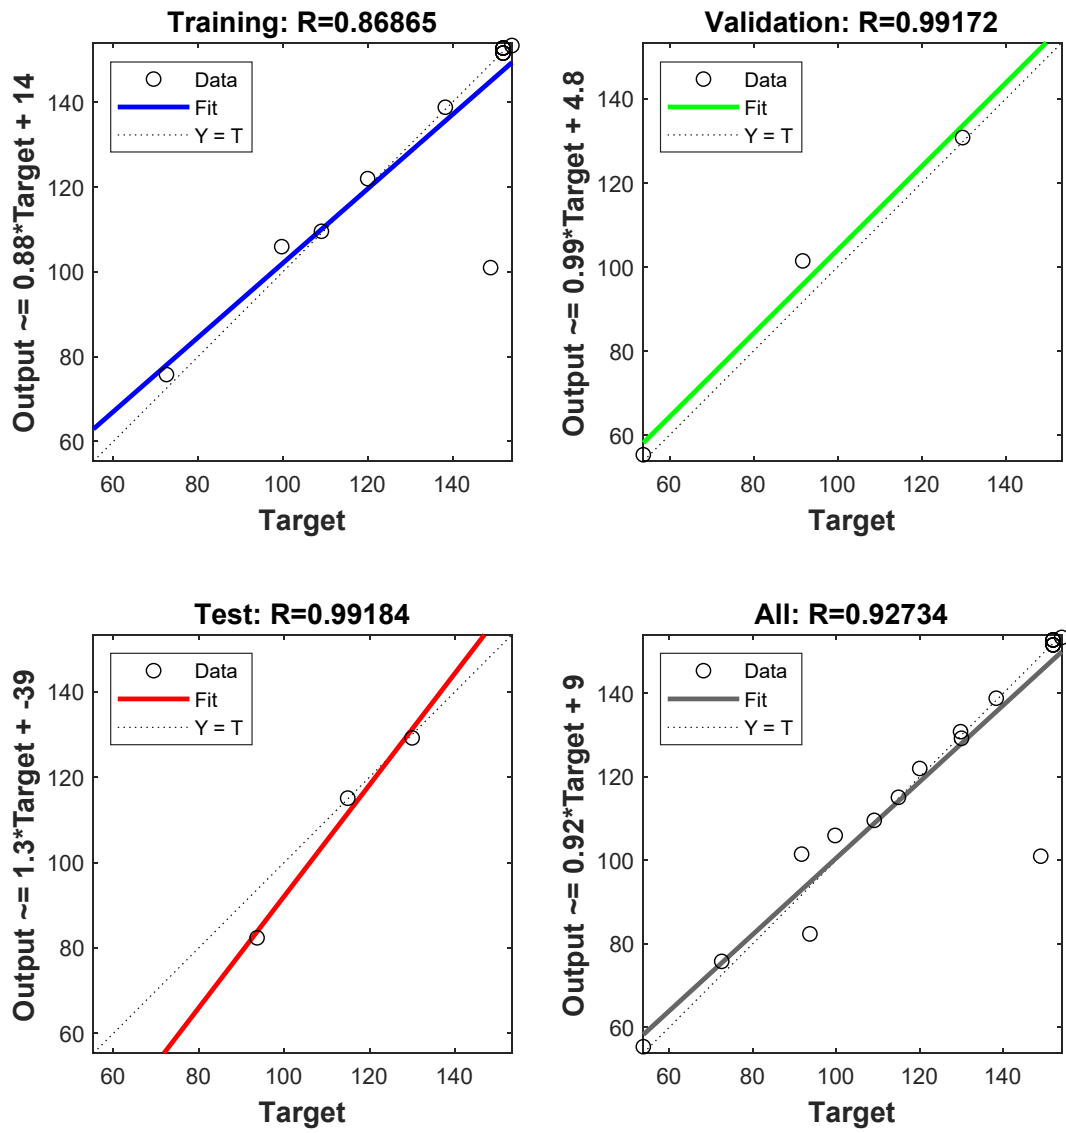 Training: R=0.86865
Output ~= 0.88*Target + 14
Data
Fit
Y = T
140
120
100
80
60
60 80 100 120 140
Target
Validation: R=0.99172
Output ~= 0.99*Target + 4.8
Data
Fit
Y = T
140
120
100
80
60
60 80 100 120 140
Target
Test: R=0.99184
Output ~= 1.3*Target + -39
Data
Fit
Y = T
140
120
100
80
60
60 80 100 120 140
Target
All: R=0.92734
Output ~= 0.92*Target + 9
Data
Fit
Y = T
140
120
100
80
60
60 80 100 120 140
Target